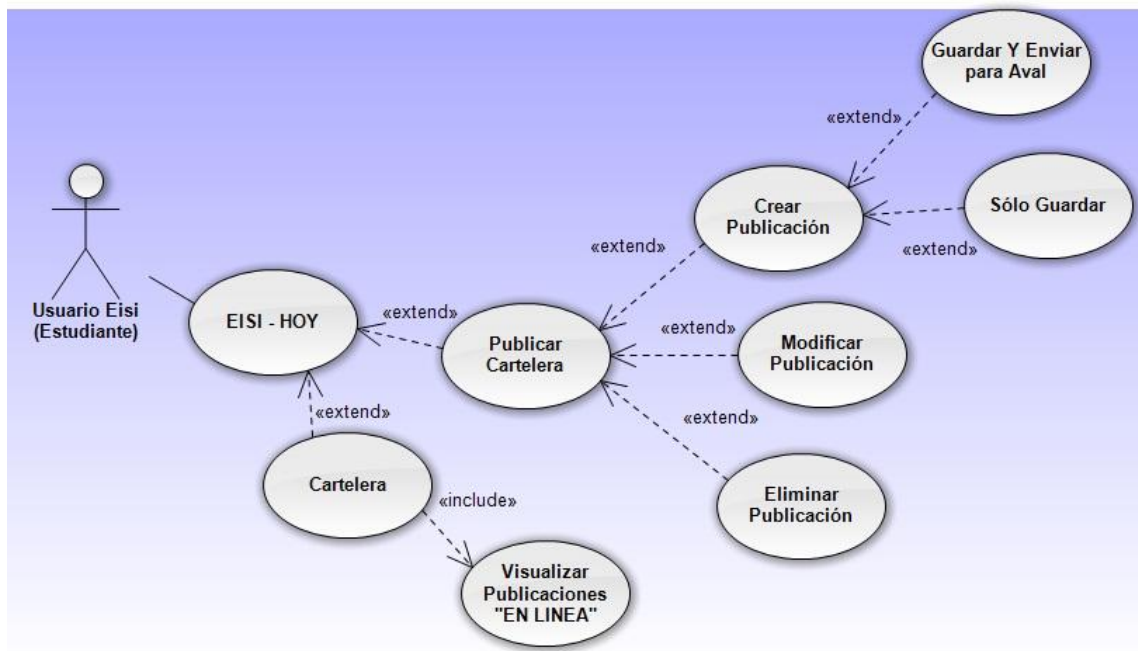 Guardar Y Enviar
para Aval
«extend»
Crear
Publicación
Sólo Guardar
«extend»
«extend»
Usuario Eisi
(Estudiante)
EISI - HOY
«extend»
Publicar
Cartelera
«extend»
Modificar
Publicación
«extend»
«extend»
Cartelera
«include»
Eliminar
Publicación
Visualizar
Publicaciones
"EN LINEA"